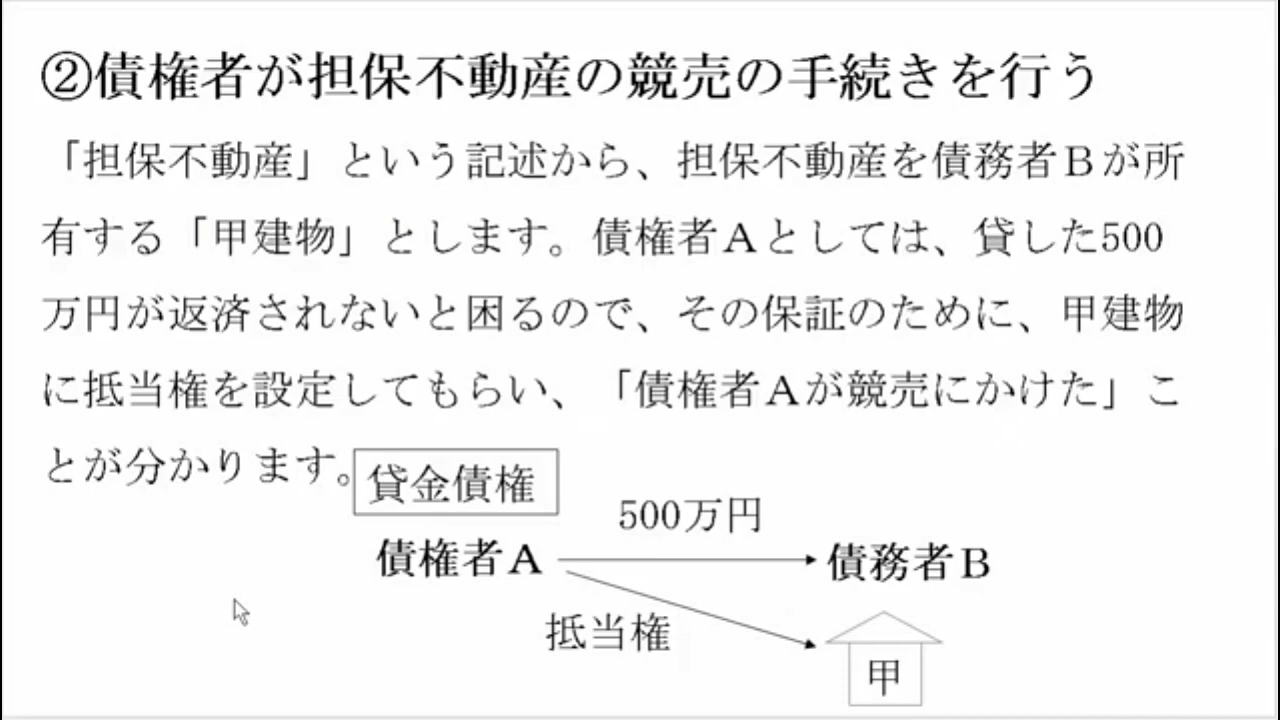 ②債権者が担保不動産の競売の手続きを行う
「担保不動産」という記述から、担保不動産を債務者Ｂが所
有する「甲建物」とします。債権者Ａとしては、貸した500
万円が返済されないと困るので、その保証のために、甲建物
に抵当権を設定してもらい、「債権者Ａが競売にかけた」こ
とが分かります。
貸金債権
500万円
債権者Ａ
債務者Ｂ
抵当権
甲